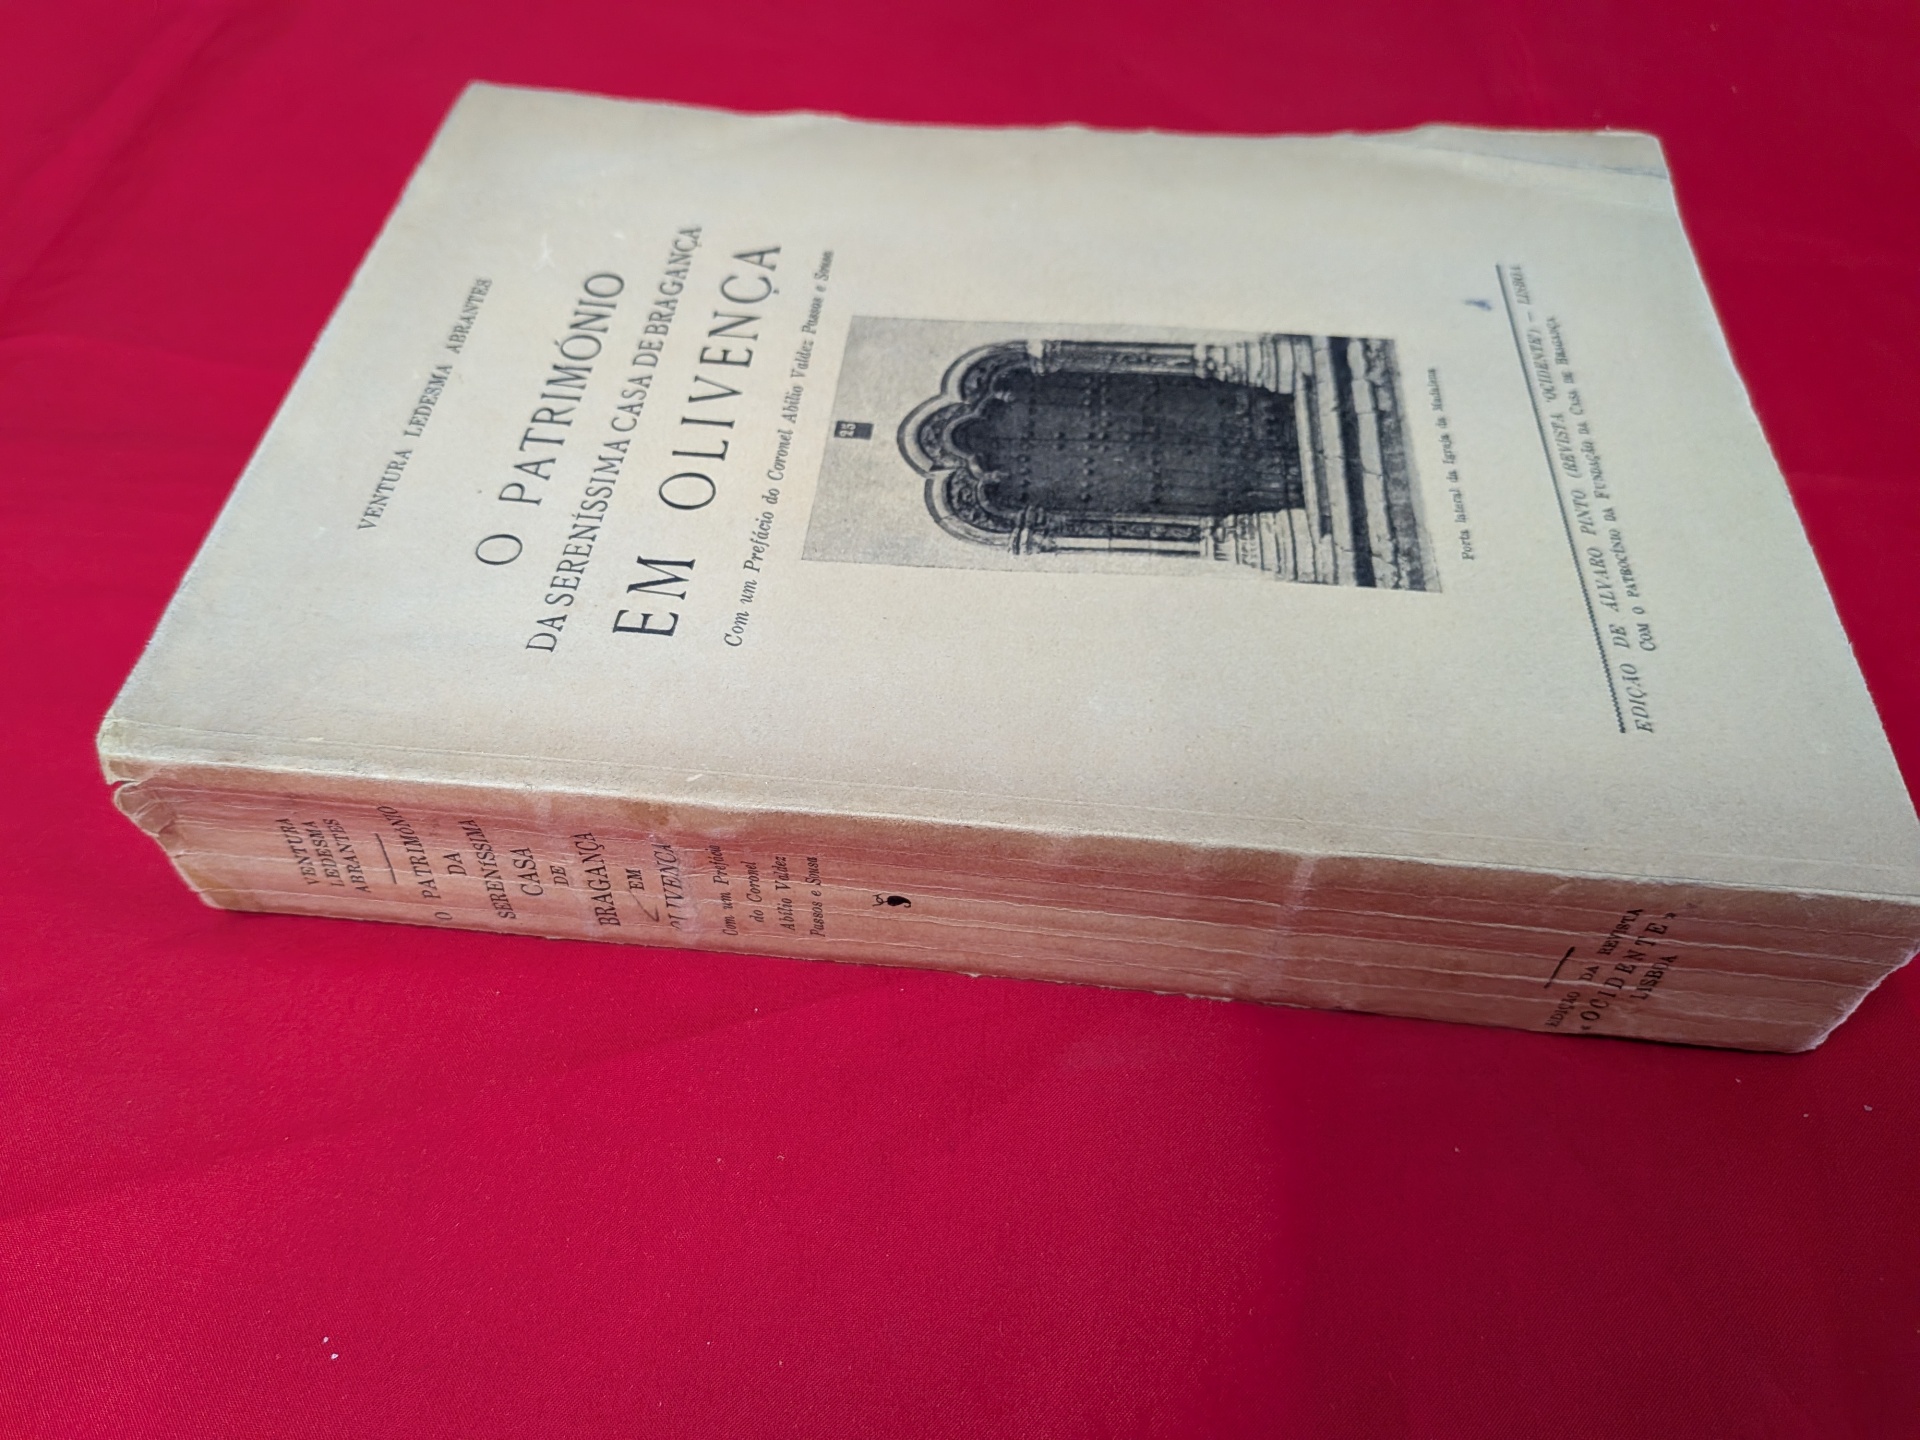 VENTURA LEDESMA ABRANTES
O PATRIMÓNIO
DA SERENÍSSIMA CASA DE BRAGANÇA
EM OLIVENÇA
Com um Prefácio do Coronel Abílio Valdez Passos e Sousa
25
Porta lateral da Igreja da Madalena
EDIÇÃO DE ÁLVARO PINTO (REVISTA «OCIDENTE») — LISBOA
COM O PATROCÍNIO DA FUNDAÇÃO DA CASA DE BRAGANÇA
VENTURA
LEDESMA
ABRANTES
O PATRIMÓNIO
DA
SERENÍSSIMA
CASA
DE
BRAGANÇA
EM
OLIVENÇA
Com um Prefácio
do Coronel
Abílio Valdez
Passos e Sousa
EDIÇÃO DA REVISTA
«OCIDENTE»
LISBOA